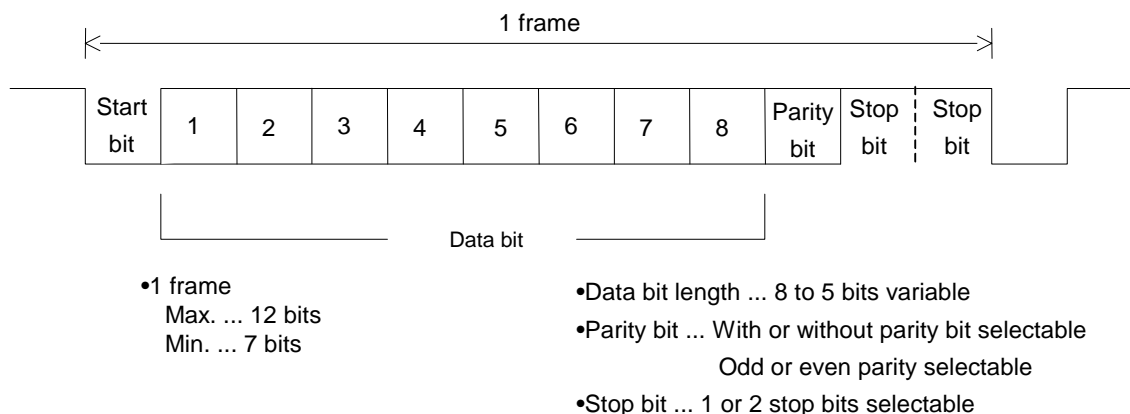 1 frame
Start bit 1 2 3 4 5 6 7 8 Parity bit Stop bit Stop bit
Data bit
•1 frame
Max. ... 12 bits
Min. ... 7 bits
•Data bit length ... 8 to 5 bits variable
•Parity bit ... With or without parity bit selectable
Odd or even parity selectable
•Stop bit ... 1 or 2 stop bits selectable